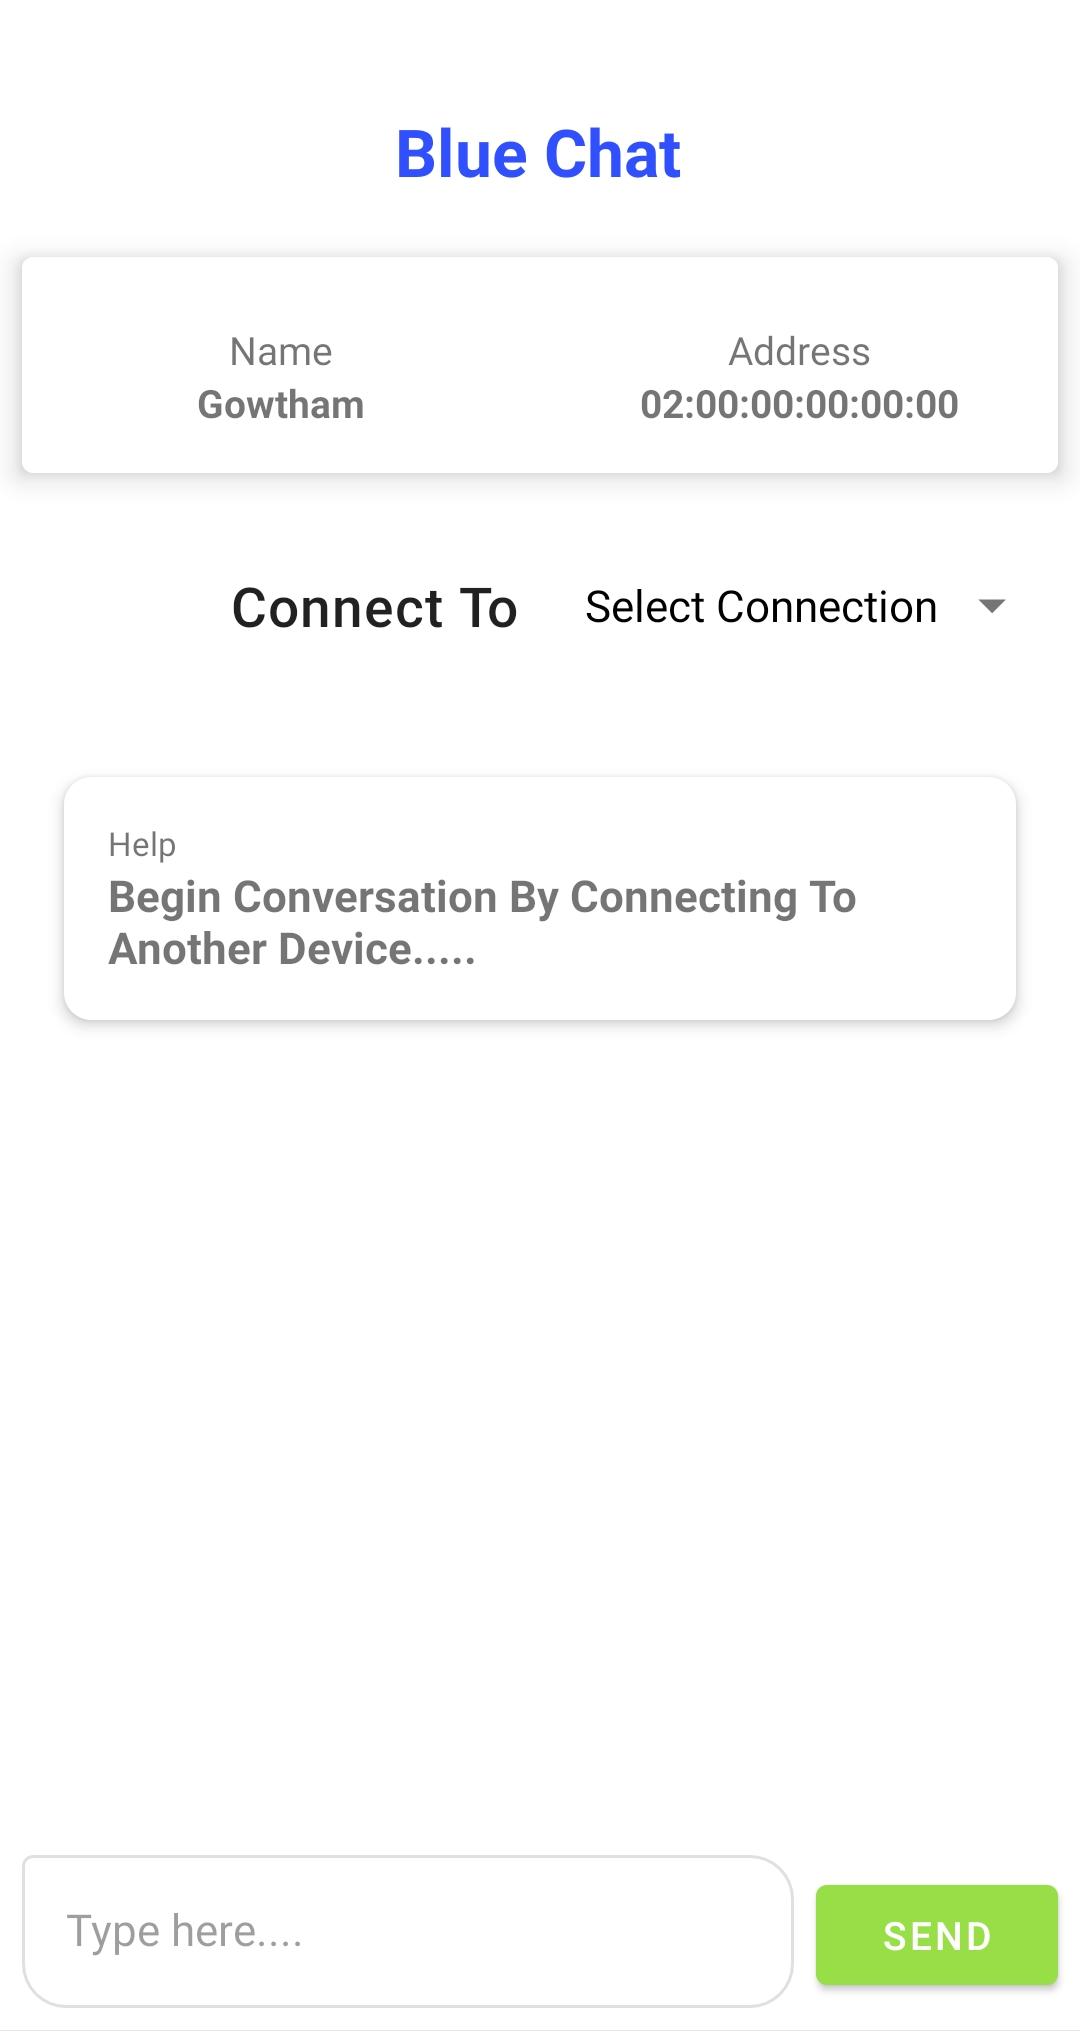 Blue Chat
Name
Gowtham
Address
02:00:00:00:00:00
Connect To
Select Connection
Help
Begin Conversation By Connecting To
Another Device.....
Type here....
SEND